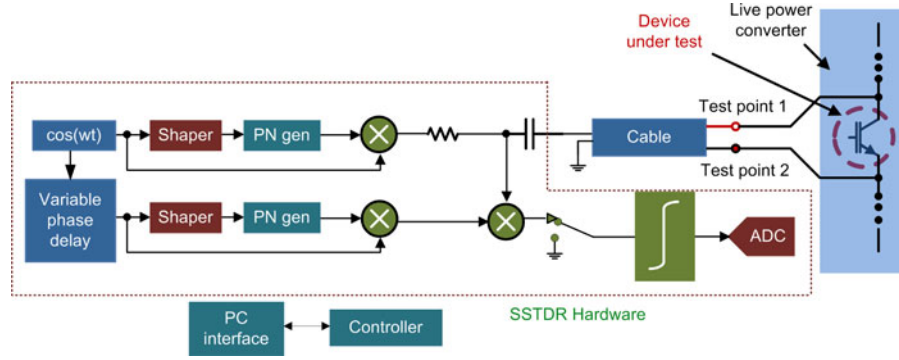 Live power
converter
Device
under test
Test point 1
cos(wt)
Shaper
PN gen
Cable
Test point 2
Variable
phase
delay
Shaper
PN gen
ADC
SSTDR Hardware
PC
interface
Controller